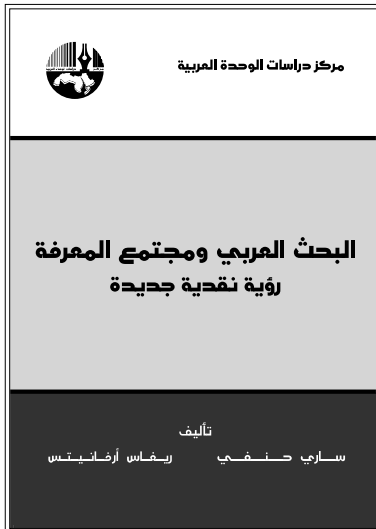 مركز دراسات الوحدة العربية
البحث العربي ومجتمع المعرفة
رؤية نقدية جديدة
تأليف
ساري حنفي ريغاس أرفانيتس